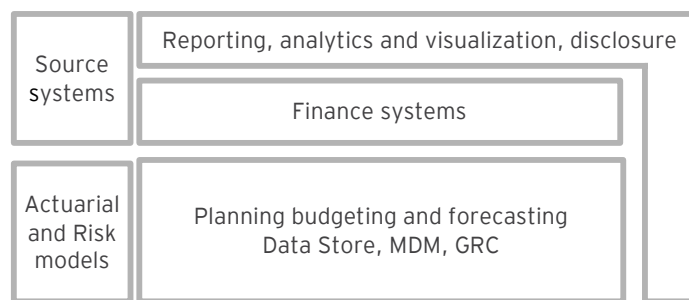 Source
systems
Reporting, analytics and visualization, disclosure
Finance systems
Actuarial
and Risk
models
Planning budgeting and forecasting
Data Store, MDM, GRC